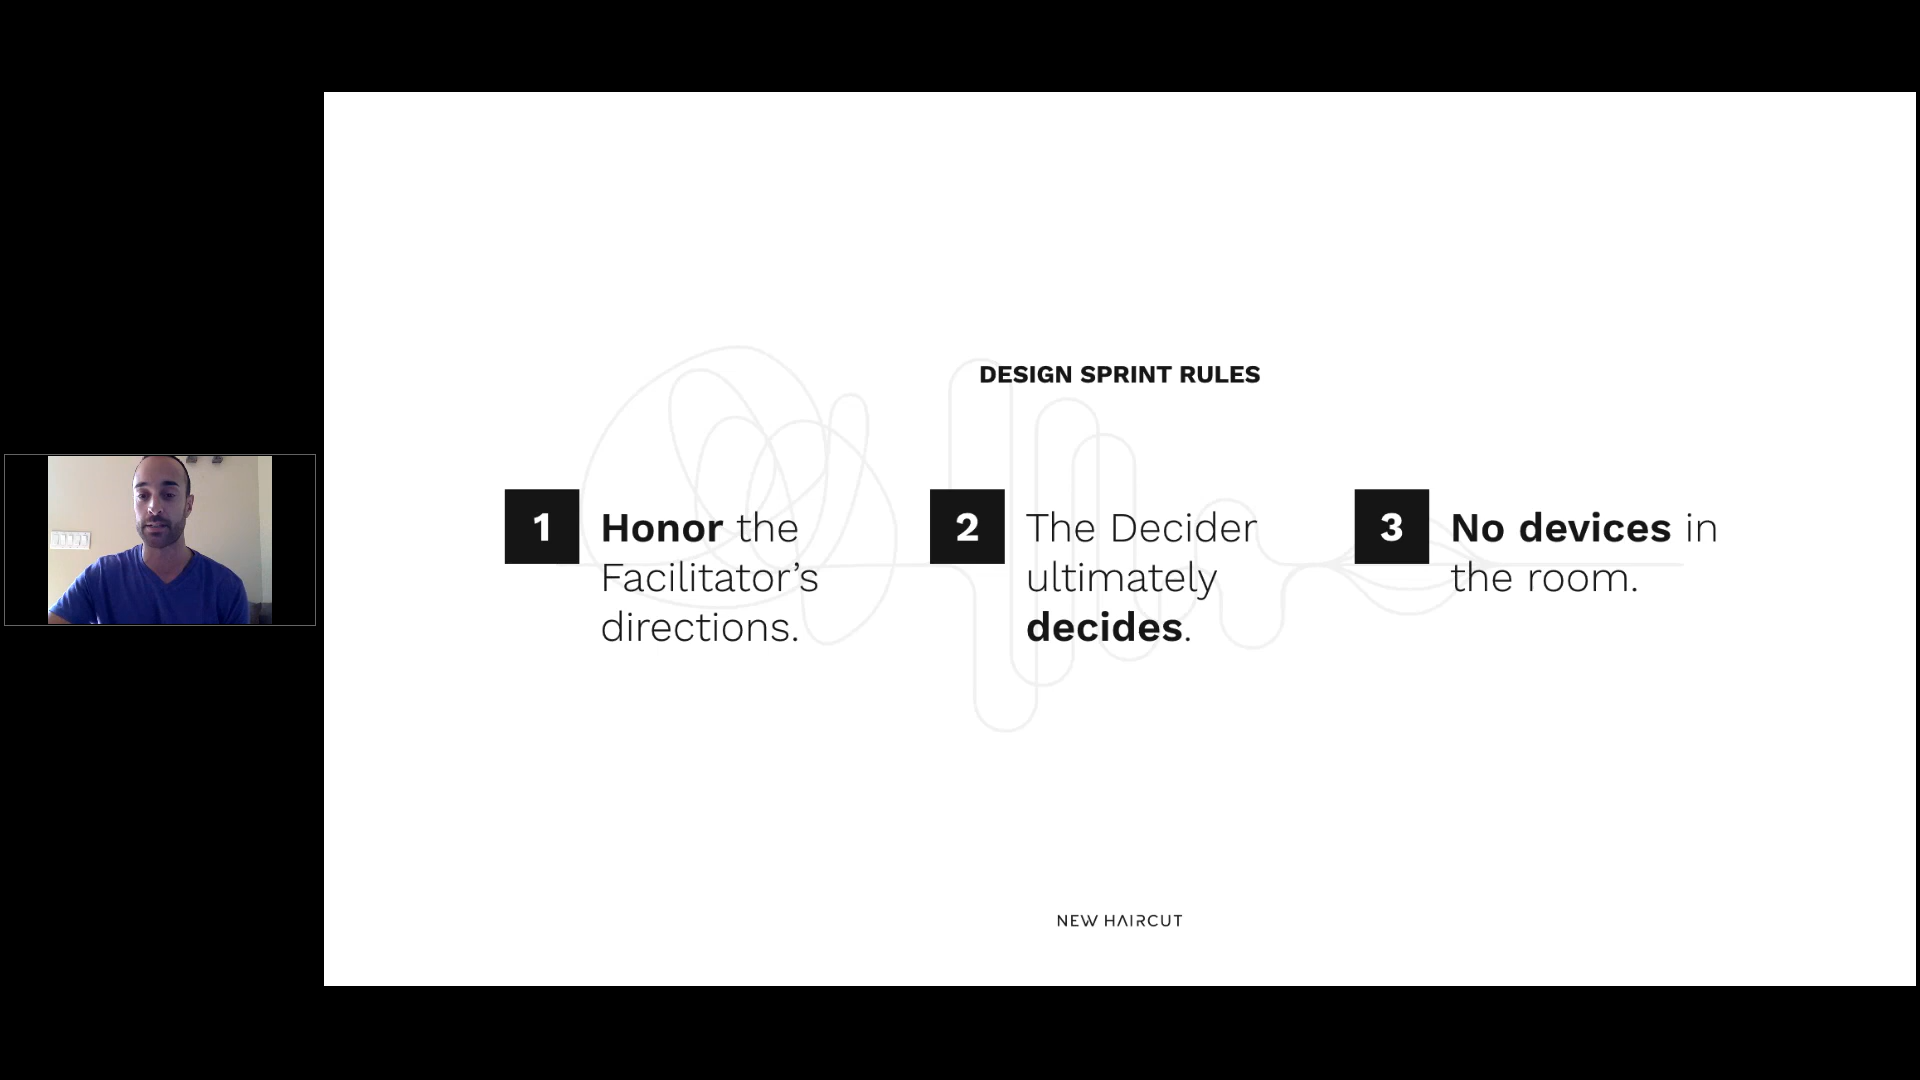 DESIGN SPRINT RULES
1
Honor the
Facilitator’s
directions.
2
The Decider
ultimately
decides.
3
No devices in
the room.
NEW HAIRCUT